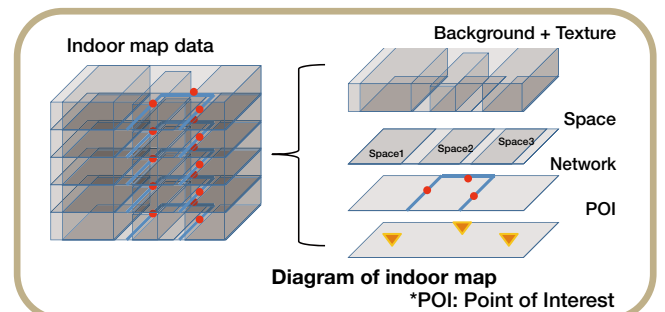 Indoor map data
Background + Texture
Space
Space1
Space2
Space3
Network
POI
Diagram of indoor map
*POI: Point of Interest